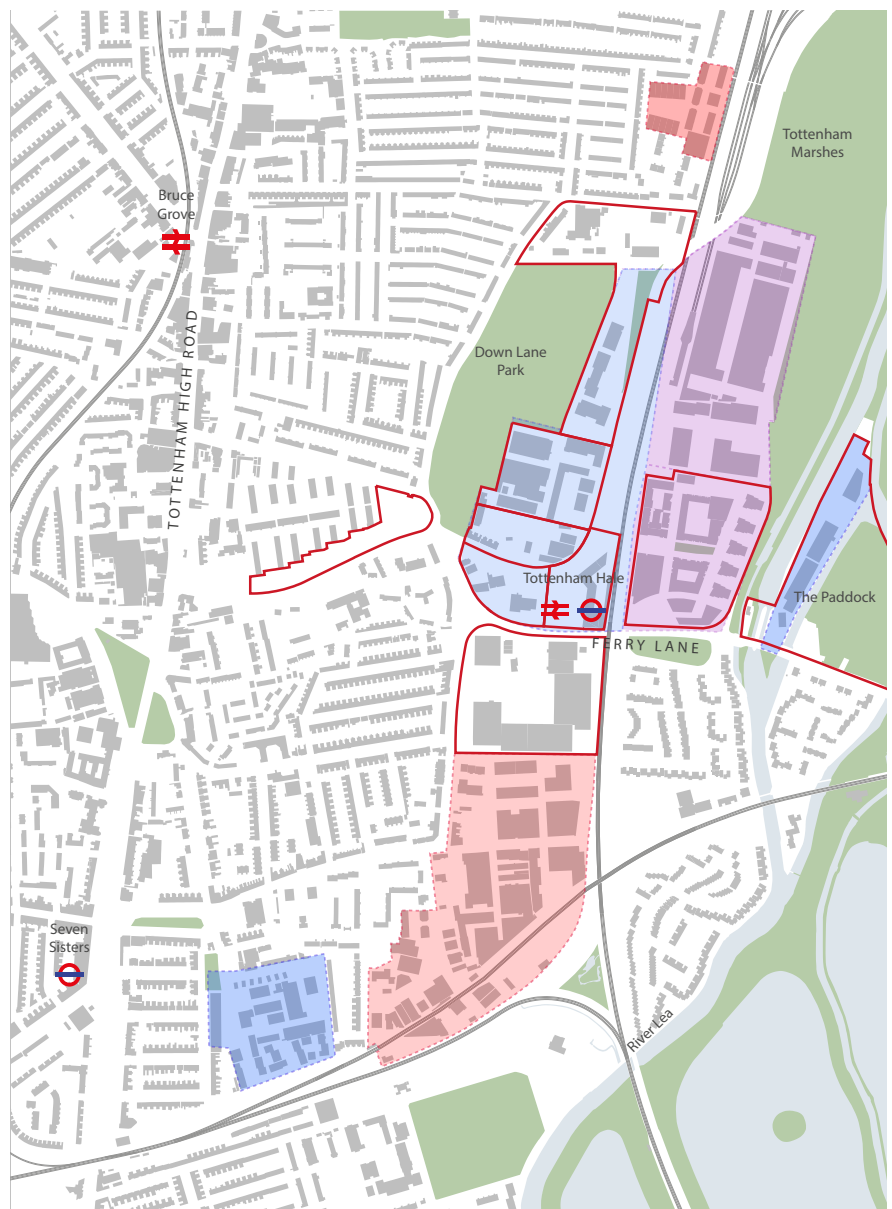 Tottenham
Marshes
Bruce
Grove
TOTTENHAM HIGH ROAD
Down Lane
Park
Tottenham Hale
The Paddock
FERRY LANE
Seven
Sisters
River Lea